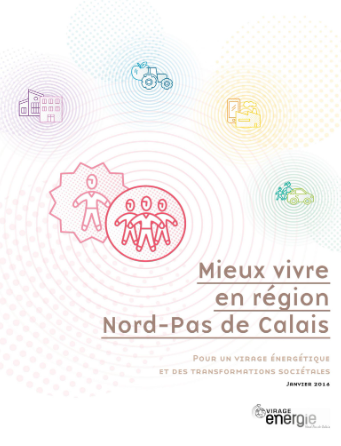 Mieux vivre
en région
Nord-Pas de Calais
Pour un virage énergétique
et des transformations sociétales
Janvier 2016
VIRAGE
énergie